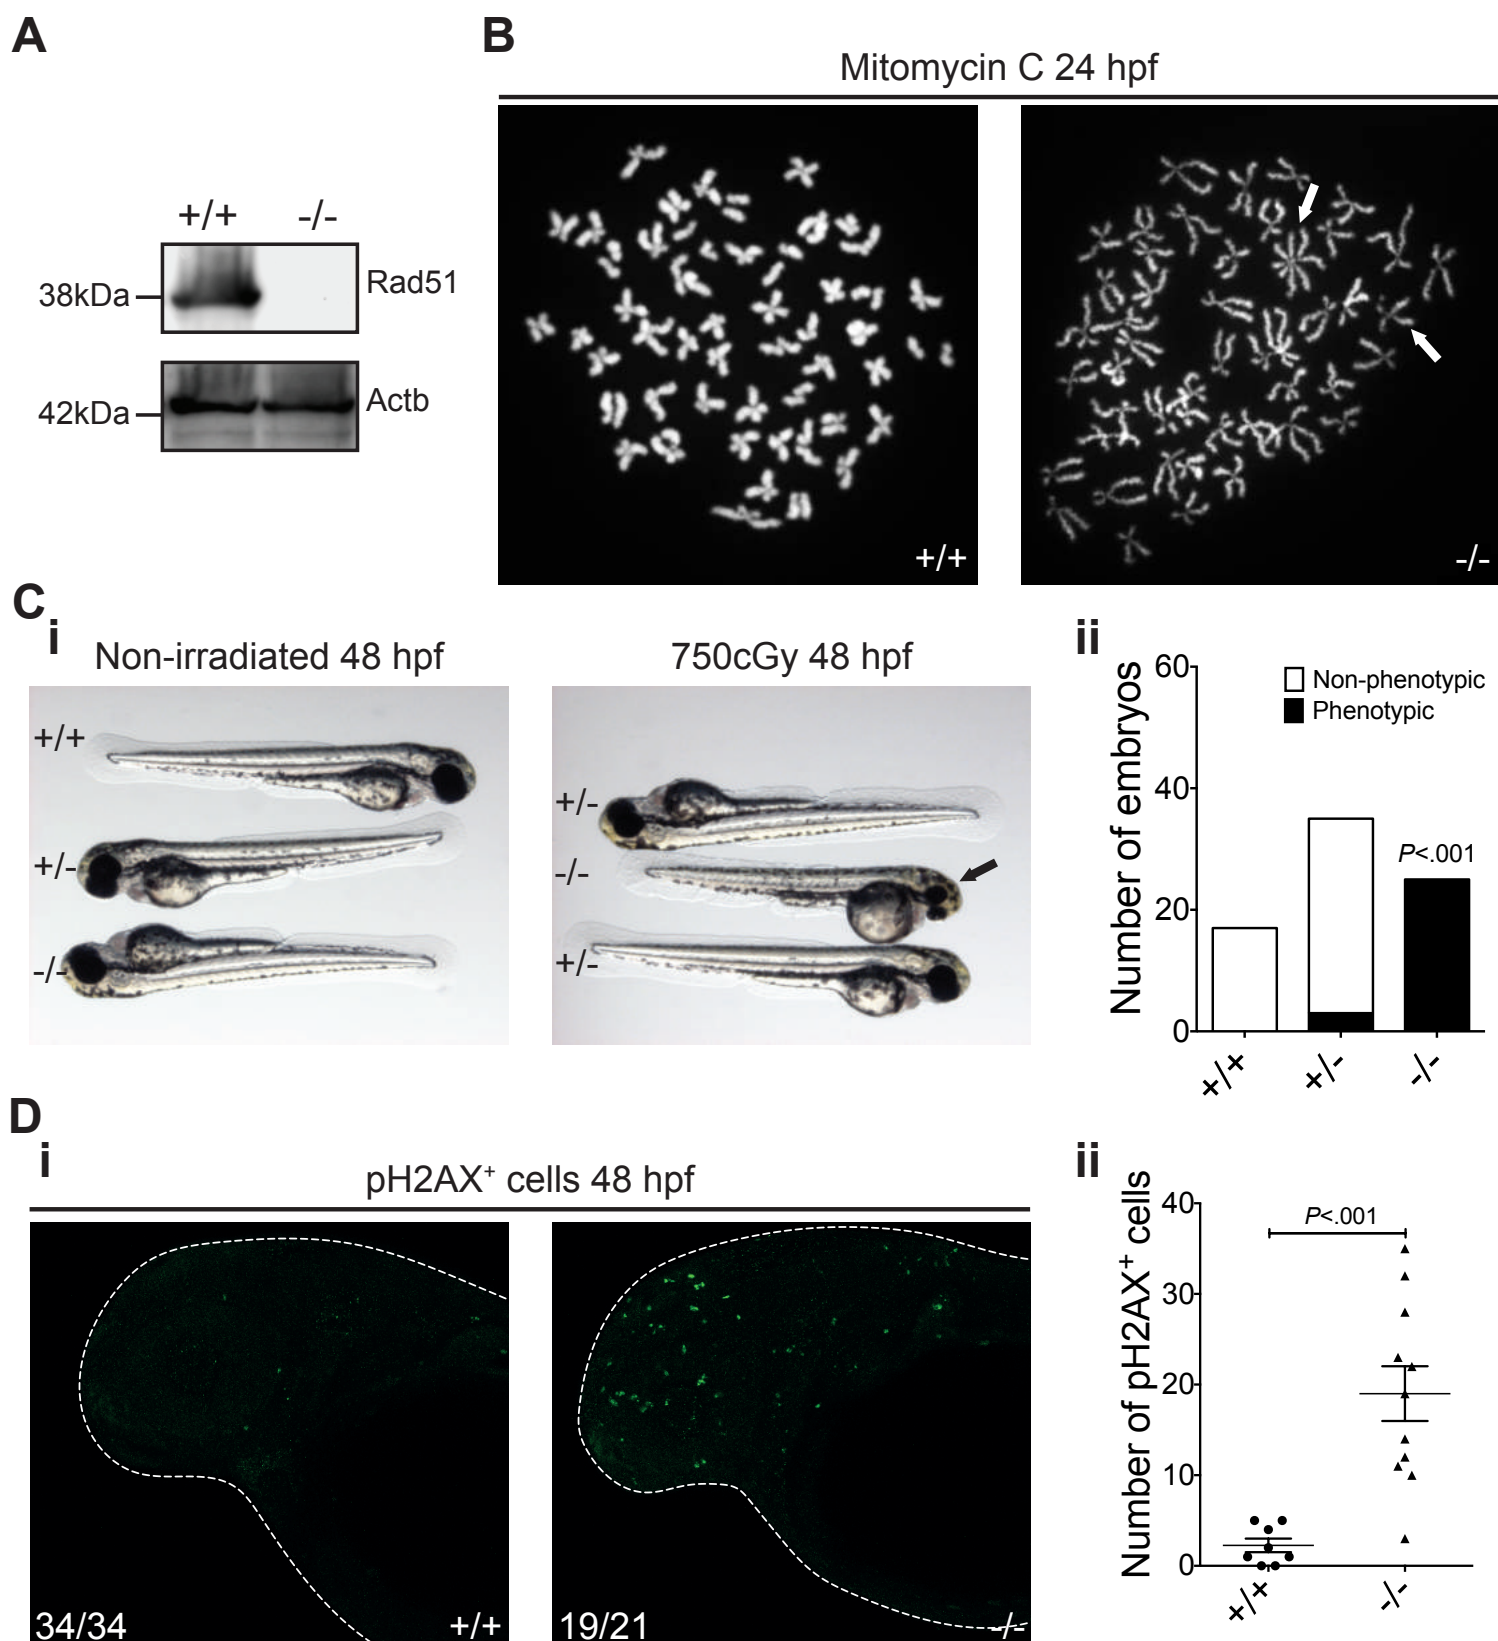 A
+/+ -/-
38kDa Rad51
42kDa Actb
B
Mitomycin C 24 hpf
+/+
-/-
C
i
Non-irradiated 48 hpf
+/+
+/-
-/-
750cGy 48 hpf
+/-
-/-
+/-
ii
Number of embryos
60
40
20
0
Non-phenotypic
Phenotypic
P<.001
+/+ +/- -/-
D
i
pH2AX+ cells 48 hpf
34/34 +/+
19/21 -/-
ii
Number of pH2AX+ cells
40
30
20
10
0
P<.001
+/+ -/-